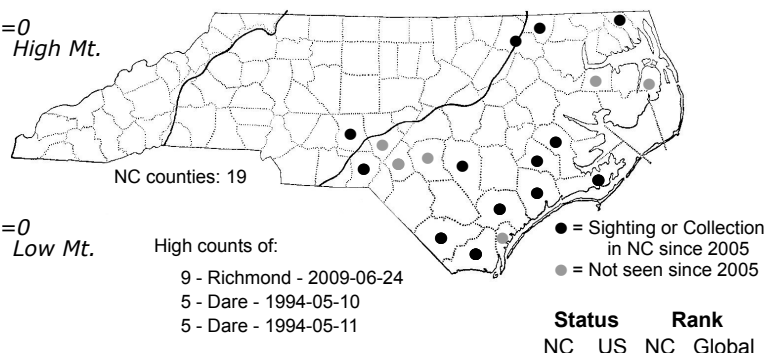 =0
High Mt.
NC counties: 19
=0
Low Mt.
High counts of:
9 - Richmond - 2009-06-24
5 - Dare - 1994-05-10
5 - Dare - 1994-05-11
● = Sighting or Collection
in NC since 2005
● = Not seen since 2005
Status Rank
NC US NC Global